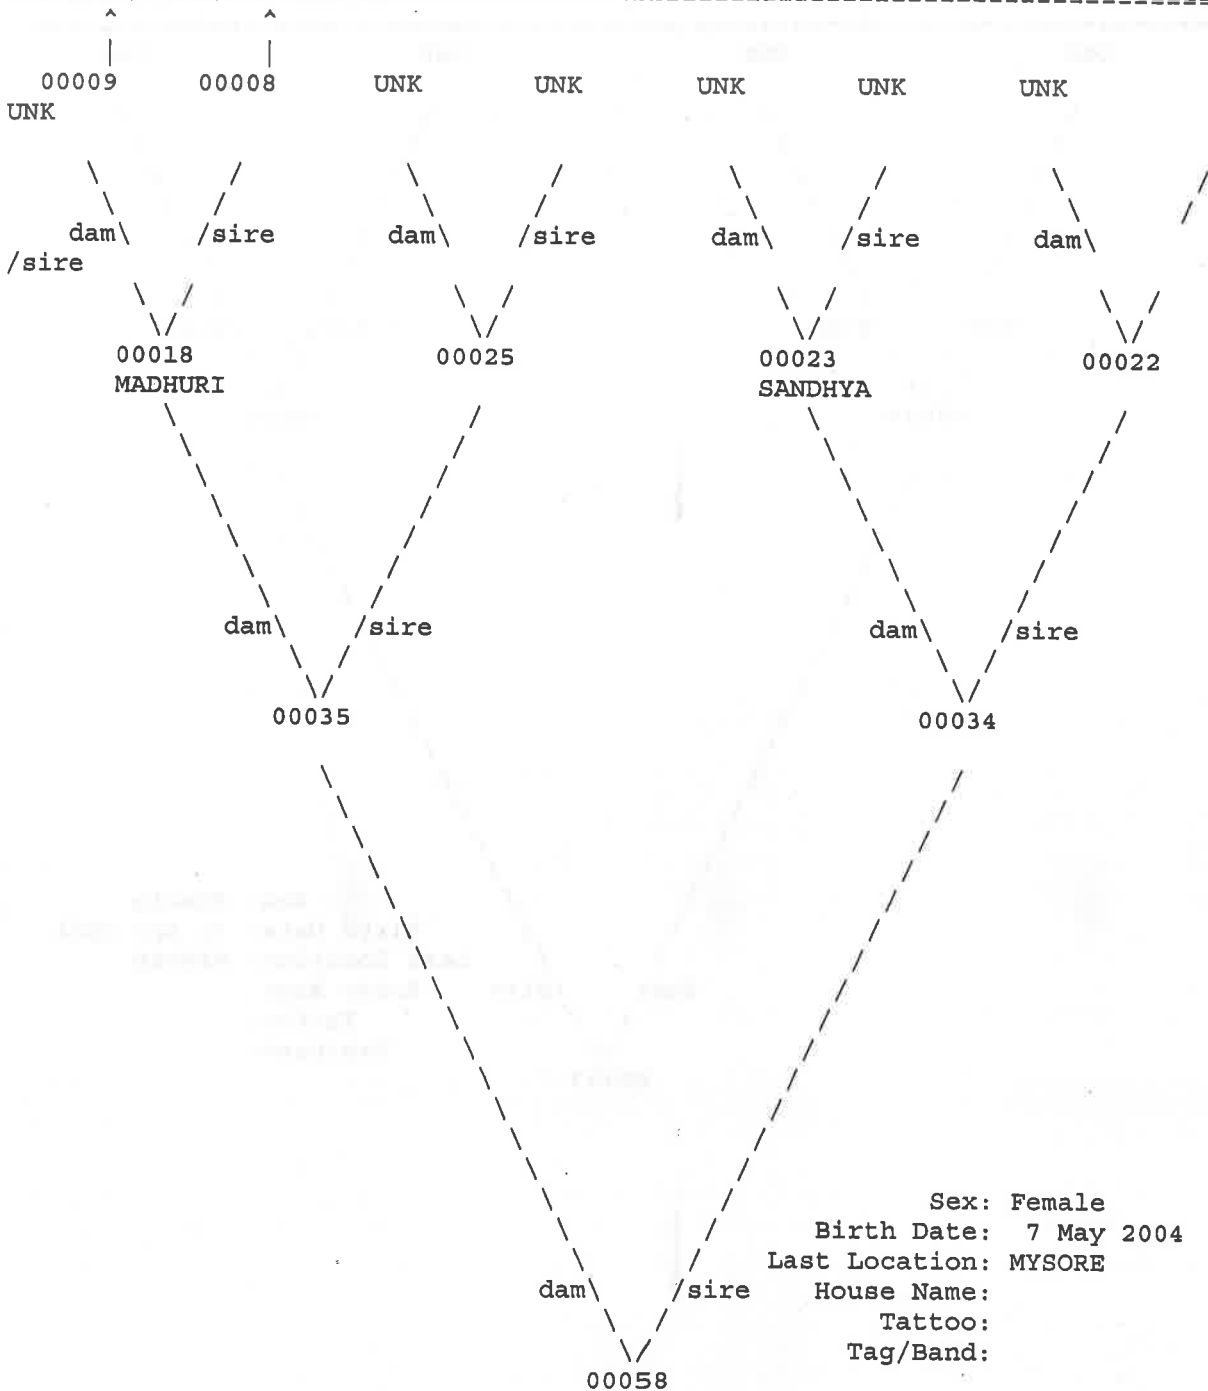 00009 00008 UNK UNK UNK UNK UNK
UNK
dam\ /sire dam\ /sire dam\ /sire dam\
/sire
00018 00025 00023 00022
MADHURI SANDHYA
dam\ /sire dam\ /sire
00035 00034
Sex: Female
Birth Date: 7 May 2004
Last Location: MYSORE
dam\ /sire House Name:
Tattoo:
Tag/Band:
00058